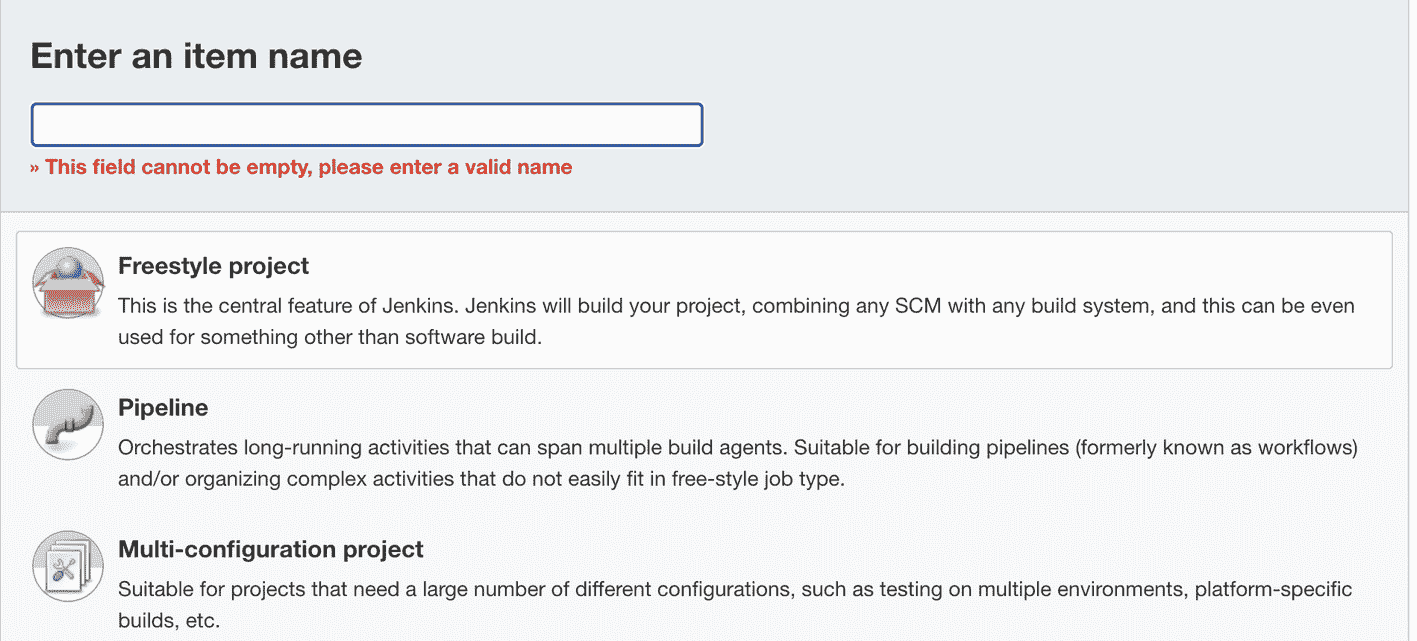 Enter an item name
» This field cannot be empty, please enter a valid name
Freestyle project
This is the central feature of Jenkins. Jenkins will build your project, combining any SCM with any build system, and this can be even
used for something other than software build.
Pipeline
Orchestrates long-running activities that can span multiple build agents. Suitable for building pipelines (formerly known as workflows)
and/or organizing complex activities that do not easily fit in free-style job type.
Multi-configuration project
Suitable for projects that need a large number of different configurations, such as testing on multiple environments, platform-specific
builds, etc.